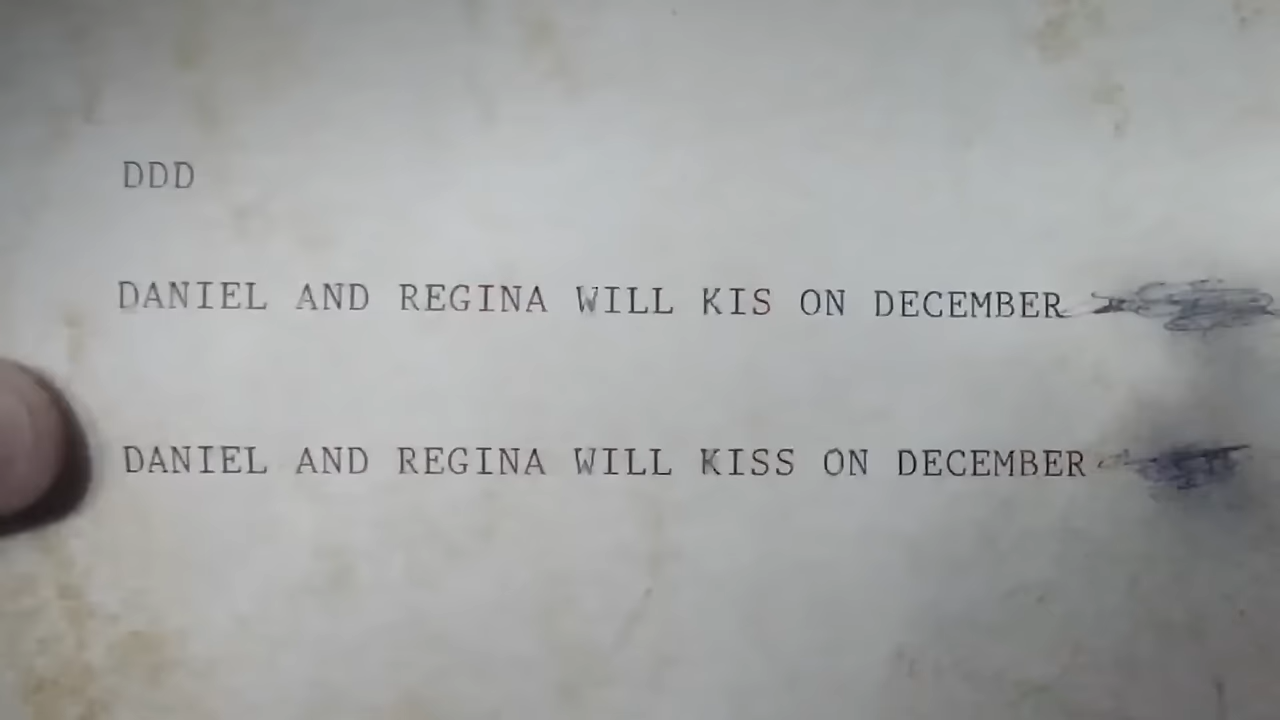 DDD
DANIEL AND REGINA WILL KIS ON DECEMBER
DANIEL AND REGINA WILL KISS ON DECEMBER